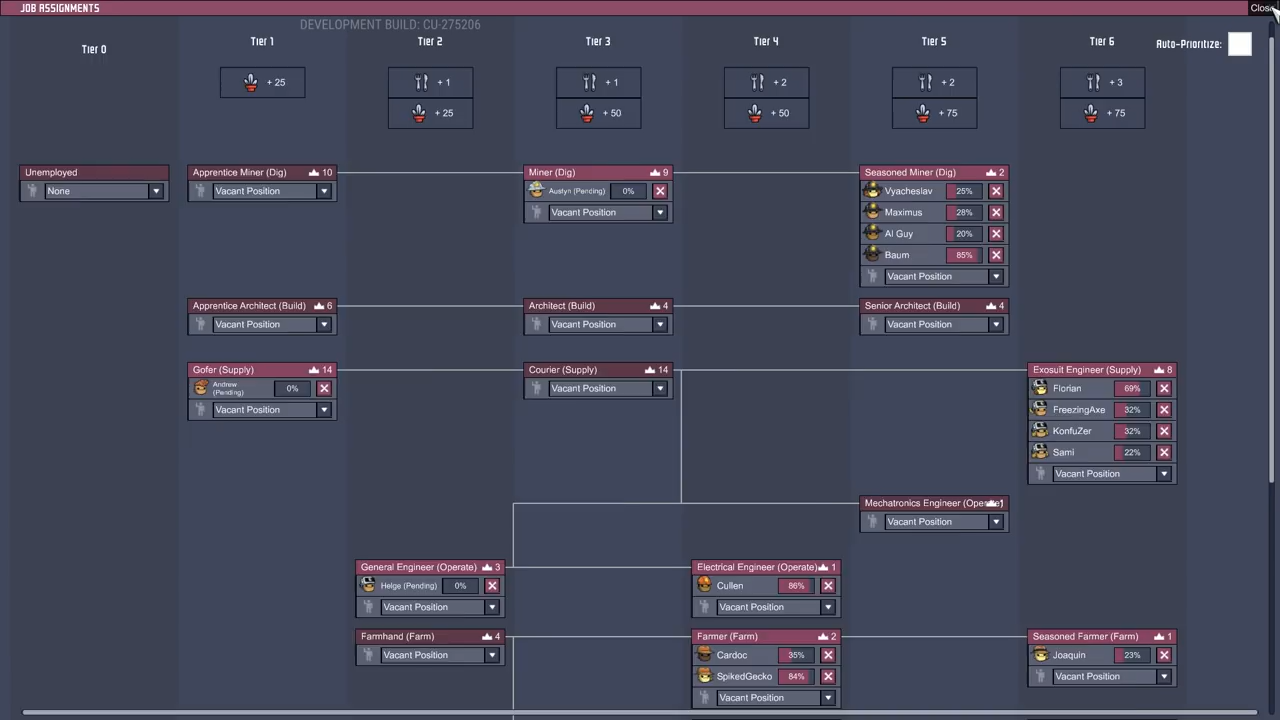 JOB ASSIGNMENTS
Close
DEVELOPMENT BUILD: CU-275206
Tier 0
Tier 1
Tier 2
Tier 3
Tier 4
Tier 5
Tier 6
Auto-Prioritize:
+ 25
+ 1
+ 1
+ 2
+ 2
+ 3
+ 25
+ 50
+ 50
+ 75
+ 75
Unemployed
None
Apprentice Miner (Dig) 10
Vacant Position
Miner (Dig) 9
Austyn (Pending) 0%
Vacant Position
Seasoned Miner (Dig) 2
Vyacheslav 25%
Maximus 28%
Al Guy 20%
Baum 85%
Vacant Position
Apprentice Architect (Build) 6
Vacant Position
Architect (Build) 4
Vacant Position
Senior Architect (Build) 4
Vacant Position
Gofer (Supply) 14
Andrew (Pending) 0%
Vacant Position
Courier (Supply) 14
Vacant Position
Exosuit Engineer (Supply) 8
Florian 69%
FreezingAxe 32%
KonfuZer 32%
Sami 22%
Vacant Position
Mechatronics Engineer (Operate) 1
Vacant Position
General Engineer (Operate) 3
Helge (Pending) 0%
Vacant Position
Electrical Engineer (Operate) 1
Cullen 86%
Vacant Position
Farmhand (Farm) 4
Vacant Position
Farmer (Farm) 2
Cardoc 35%
SpikedGecko 84%
Vacant Position
Seasoned Farmer (Farm) 1
Joaquin 23%
Vacant Position